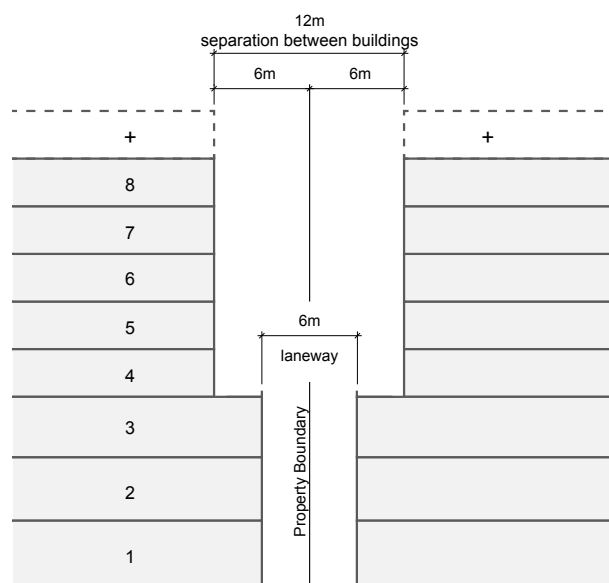 12m
separation between buildings
6m 6m
+ +
8
7
6
5
6m
laneway
4
3
Property Boundary
2
1